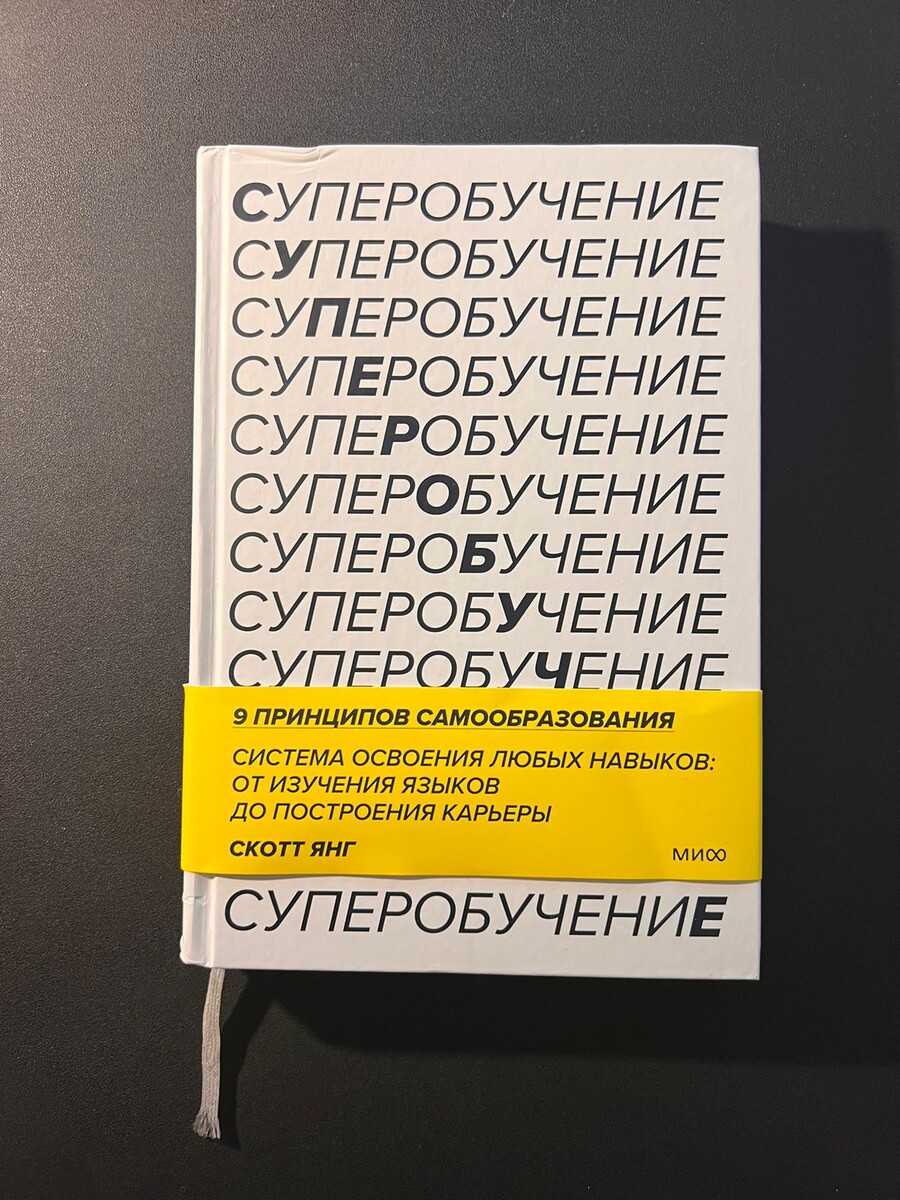 СУПЕРОБУЧЕНИЕ
СУПЕРОБУЧЕНИЕ
СУПЕРОБУЧЕНИЕ
СУПЕРОБУЧЕНИЕ
СУПЕРОБУЧЕНИЕ
СУПЕРОБУЧЕНИЕ
СУПЕРОБУЧЕНИЕ
СУПЕРОБУЧЕНИЕ
СУПЕРОБУЧЕНИЕ
9 ПРИНЦИПОВ САМООБРАЗОВАНИЯ
СИСТЕМА ОСВОЕНИЯ ЛЮБЫХ НАВЫКОВ:
ОТ ИЗУЧЕНИЯ ЯЗЫКОВ
ДО ПОСТРОЕНИЯ КАРЬЕРЫ
СКОТТ ЯНГ
МИФ
СУПЕРОБУЧЕНИЕ